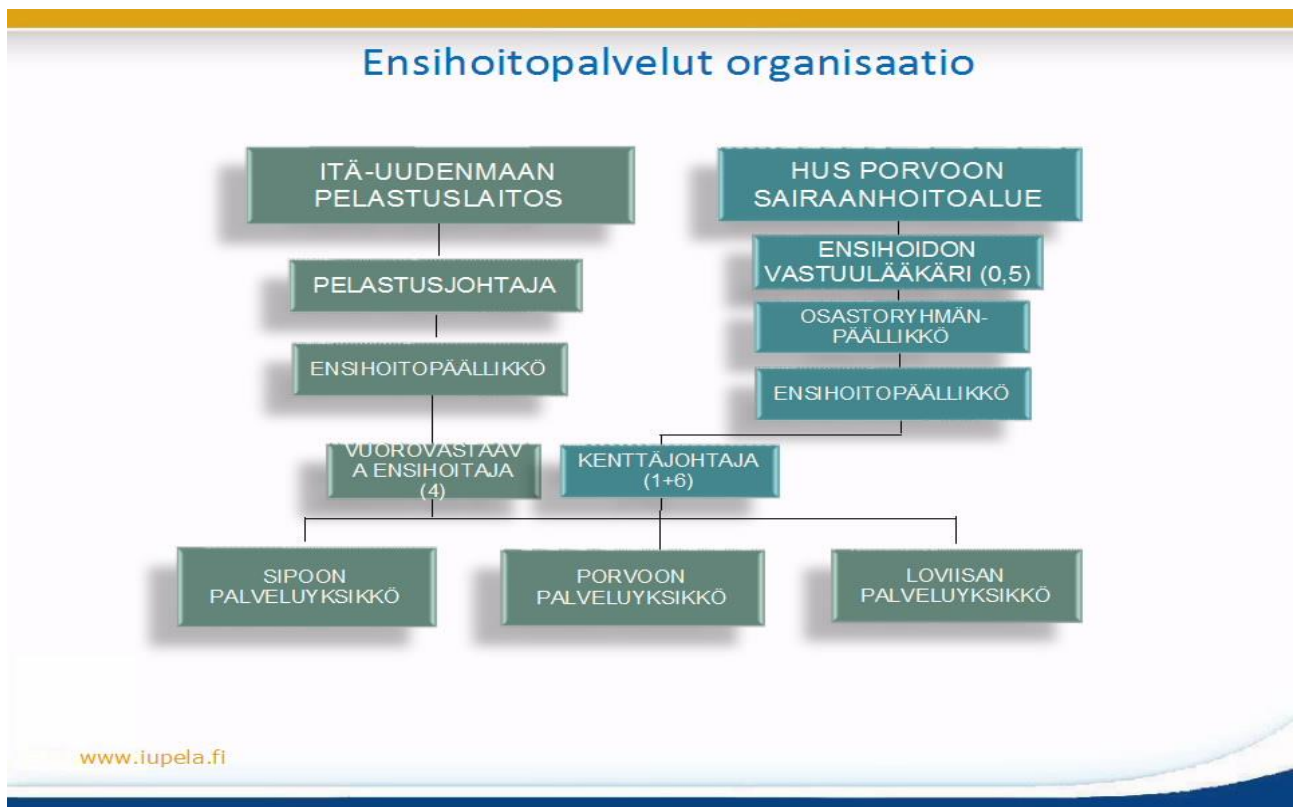 Ensihoitopalvelut organisaatio
ITÄ-UUDENMAAN
PELASTUSLAITOS
HUS PORVOON
SAIRAANHOITOALUE
PELASTUSJOHTAJA
ENSIHOIDON
VASTUULÄÄKÄRI (0,5)
OSASTORYHMÄN-
PÄÄLLIKKÖ
ENSIHOITOPÄÄLLIKKÖ
ENSIHOITOPÄÄLLIKKÖ
VUOROVASTAAV
A ENSIHOITAJA
(4)
KENTTÄJOHTAJA
(1+6)
SIPOON
PALVELUYKSIKKÖ
PORVOON
PALVELUYKSIKKÖ
LOVIISAN
PALVELUYKSIKKÖ
www.iupela.fi